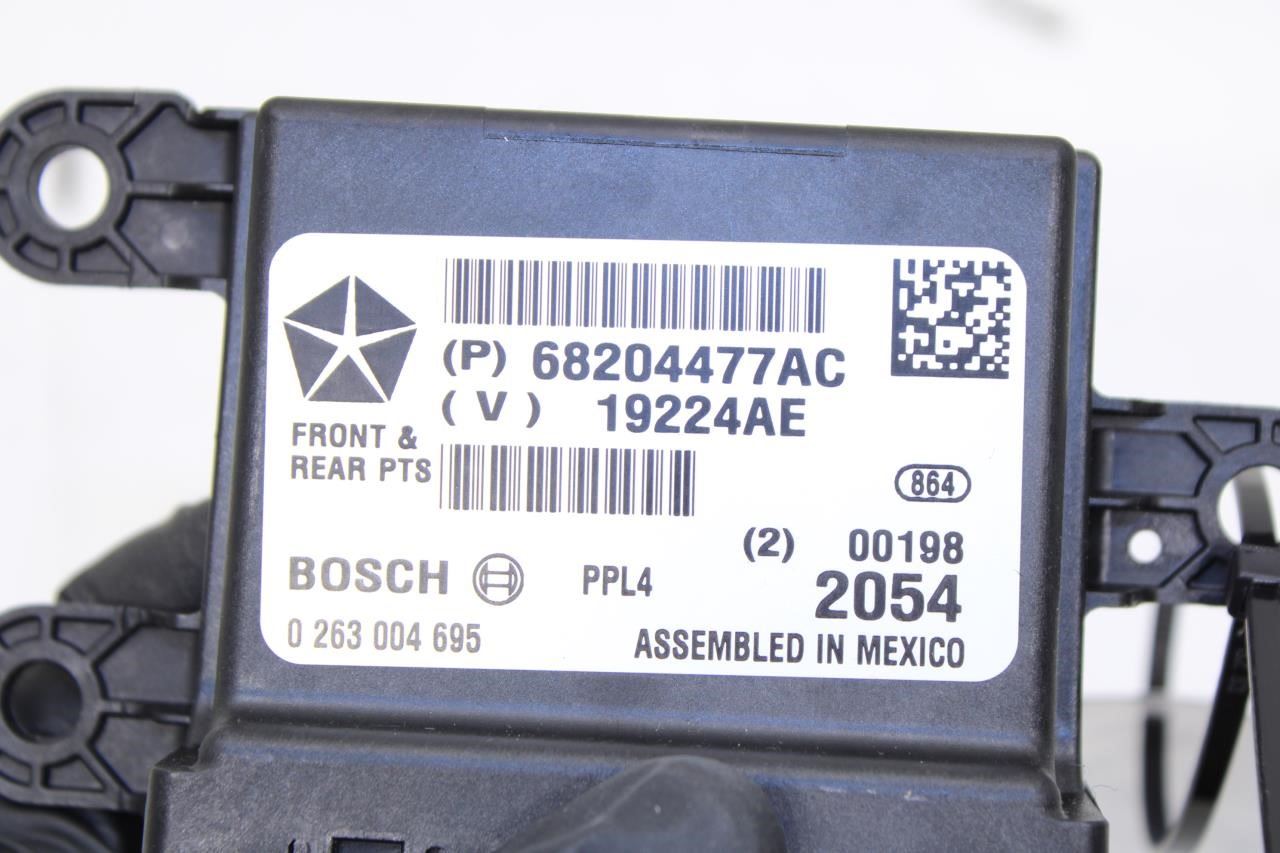 (P) 68204477AC
(V) 19224AE
FRONT &
REAR PTS
864
(2) 00198
BOSCH PPL4 2054
0 263 004 695 ASSEMBLED IN MEXICO